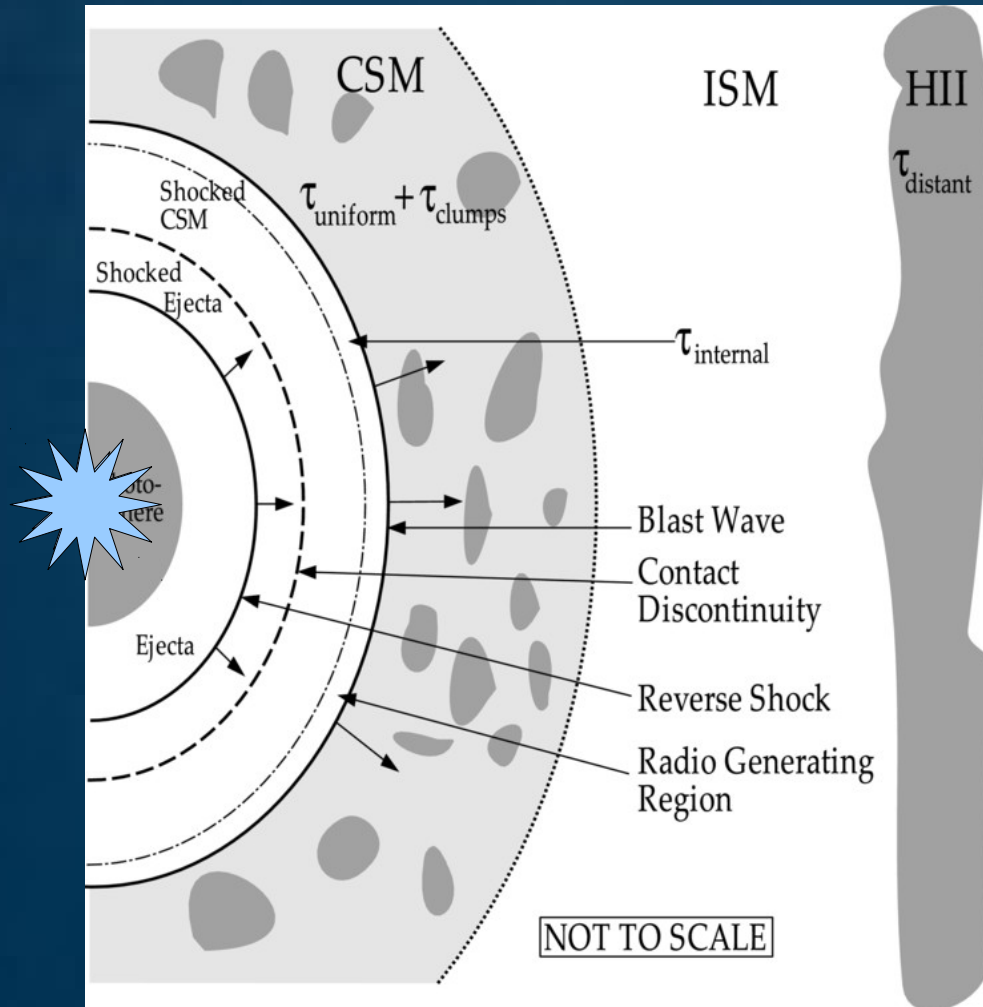 CSM
ISM
HII
τdistant
Shocked
CSM
τuniform + τclumps
Shocked
Ejecta
τinternal
Blast Wave
Contact
Discontinuity
Ejecta
Reverse Shock
Radio Generating
Region
NOT TO SCALE